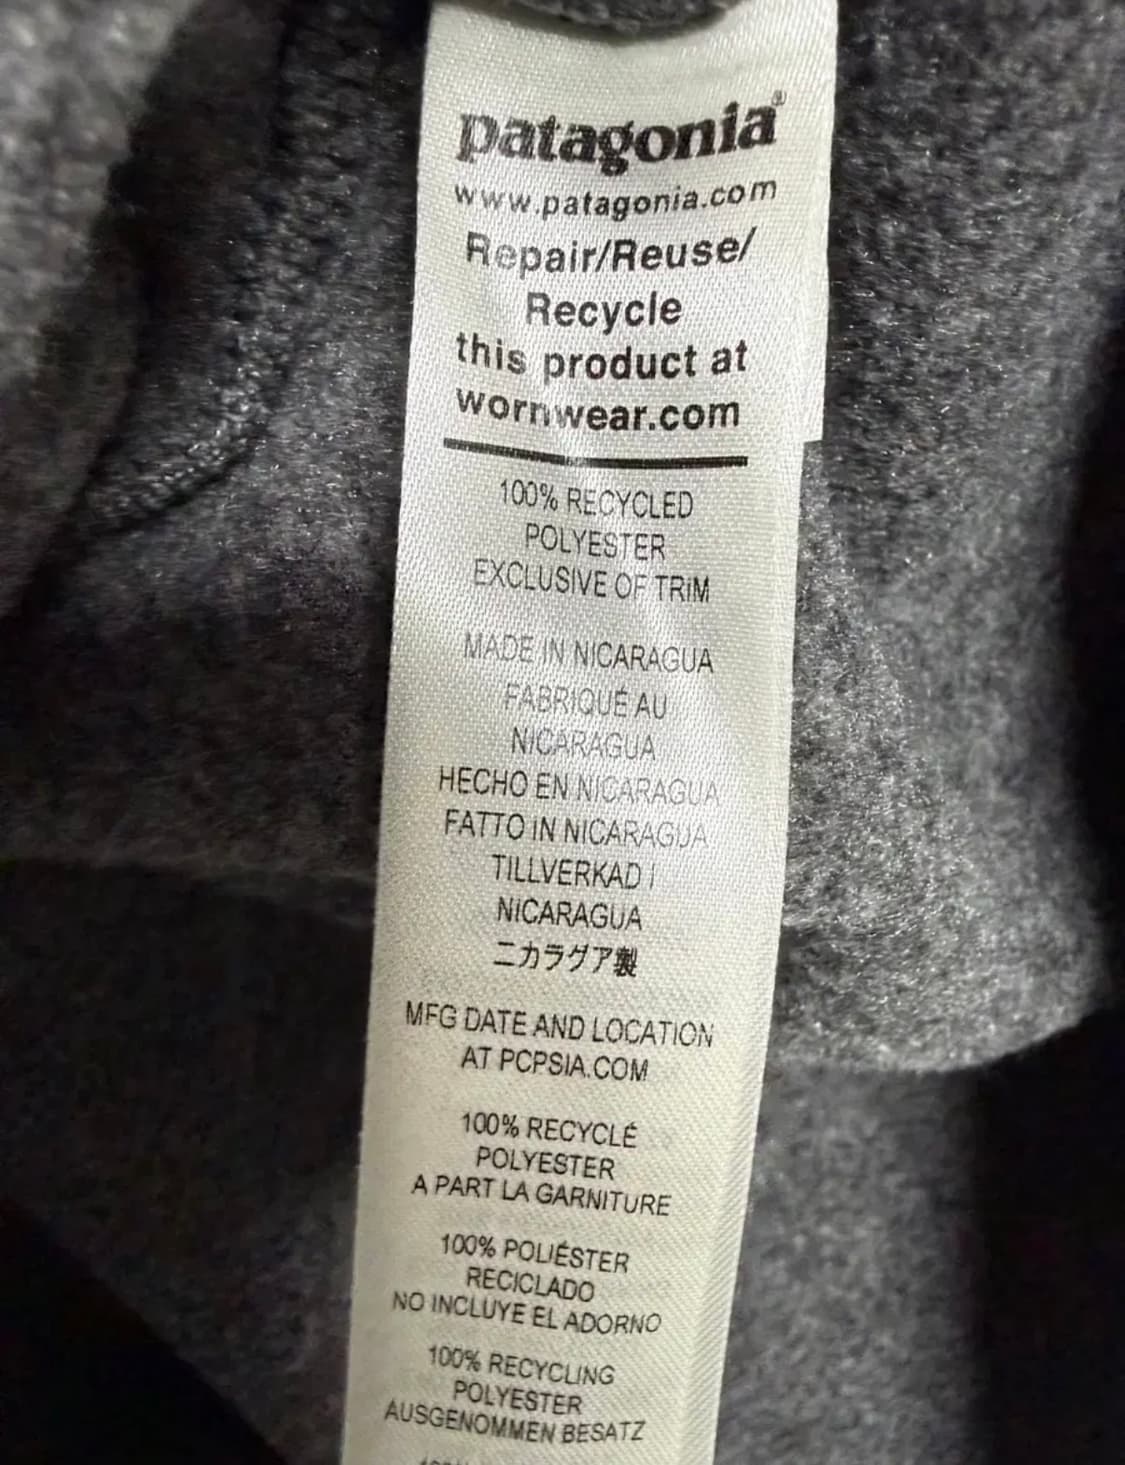 patagonia®
www.patagonia.com
Repair/Reuse/
Recycle
this product at
wornwear.com
100% RECYCLED
POLYESTER
EXCLUSIVE OF TRIM
MADE IN NICARAGUA
FABRIQUÉ AU
NICARAGUA
HECHO EN NICARAGUA
FATTO IN NICARAGUA
TILLVERKAD I
NICARAGUA
ニカラグア製
MFG DATE AND LOCATION
AT PCPSIA.COM
100% RECYCLÉ
POLYESTER
A PART LA GARNITURE
100% POLIÉSTER
RECICLADO
NO INCLUYE EL ADORNO
100% RECYCLING
POLYESTER
AUSGENOMMEN BESATZ